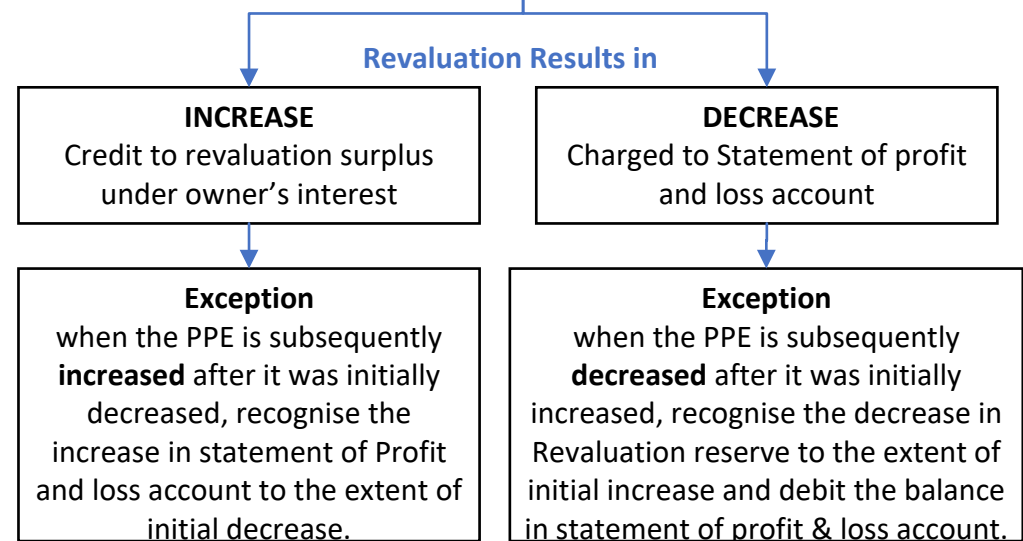 Revaluation Results in
INCREASE
Credit to revaluation surplus
under owner’s interest
DECREASE
Charged to Statement of profit
and loss account
Exception
when the PPE is subsequently
increased after it was initially
decreased, recognise the
increase in statement of Profit
and loss account to the extent of
initial decrease.
Exception
when the PPE is subsequently
decreased after it was initially
increased, recognise the decrease in
Revaluation reserve to the extent of
initial increase and debit the balance
in statement of profit & loss account.